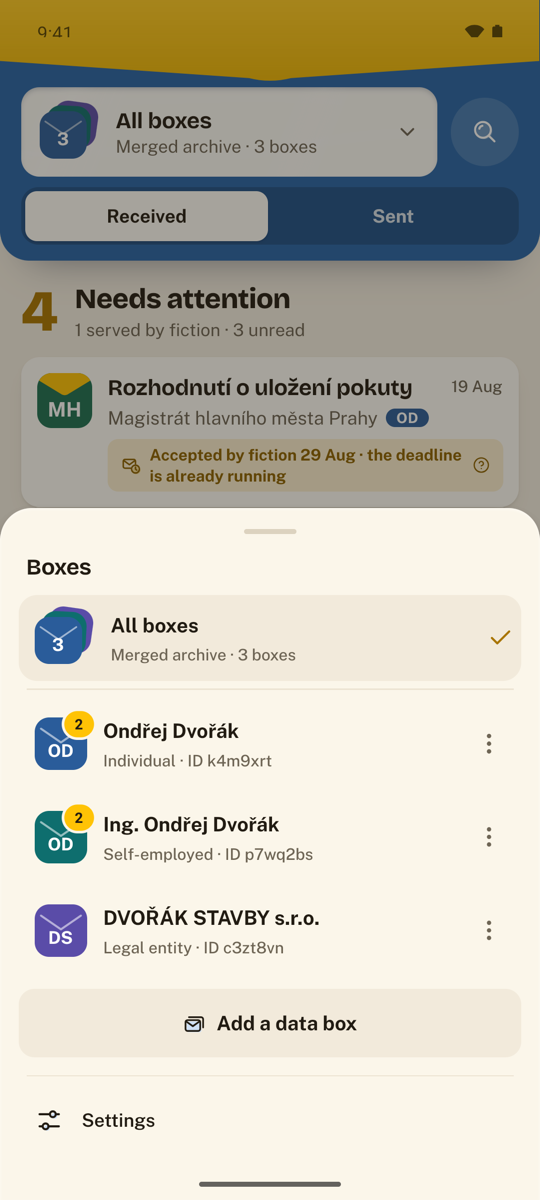 9:41
3
All boxes
Merged archive · 3 boxes
Received
Sent
4
Needs attention
1 served by fiction · 3 unread
MH
Rozhodnutí o uložení pokuty
19 Aug
Magistrát hlavního města Prahy
OD
Accepted by fiction 29 Aug · the deadline
is already running
?
Boxes
3
All boxes
Merged archive · 3 boxes
2
OD
Ondřej Dvořák
Individual · ID k4m9xrt
2
OD
Ing. Ondřej Dvořák
Self-employed · ID p7wq2bs
DS
DVOŘÁK STAVBY s.r.o.
Legal entity · ID c3zt8vn
Add a data box
Settings